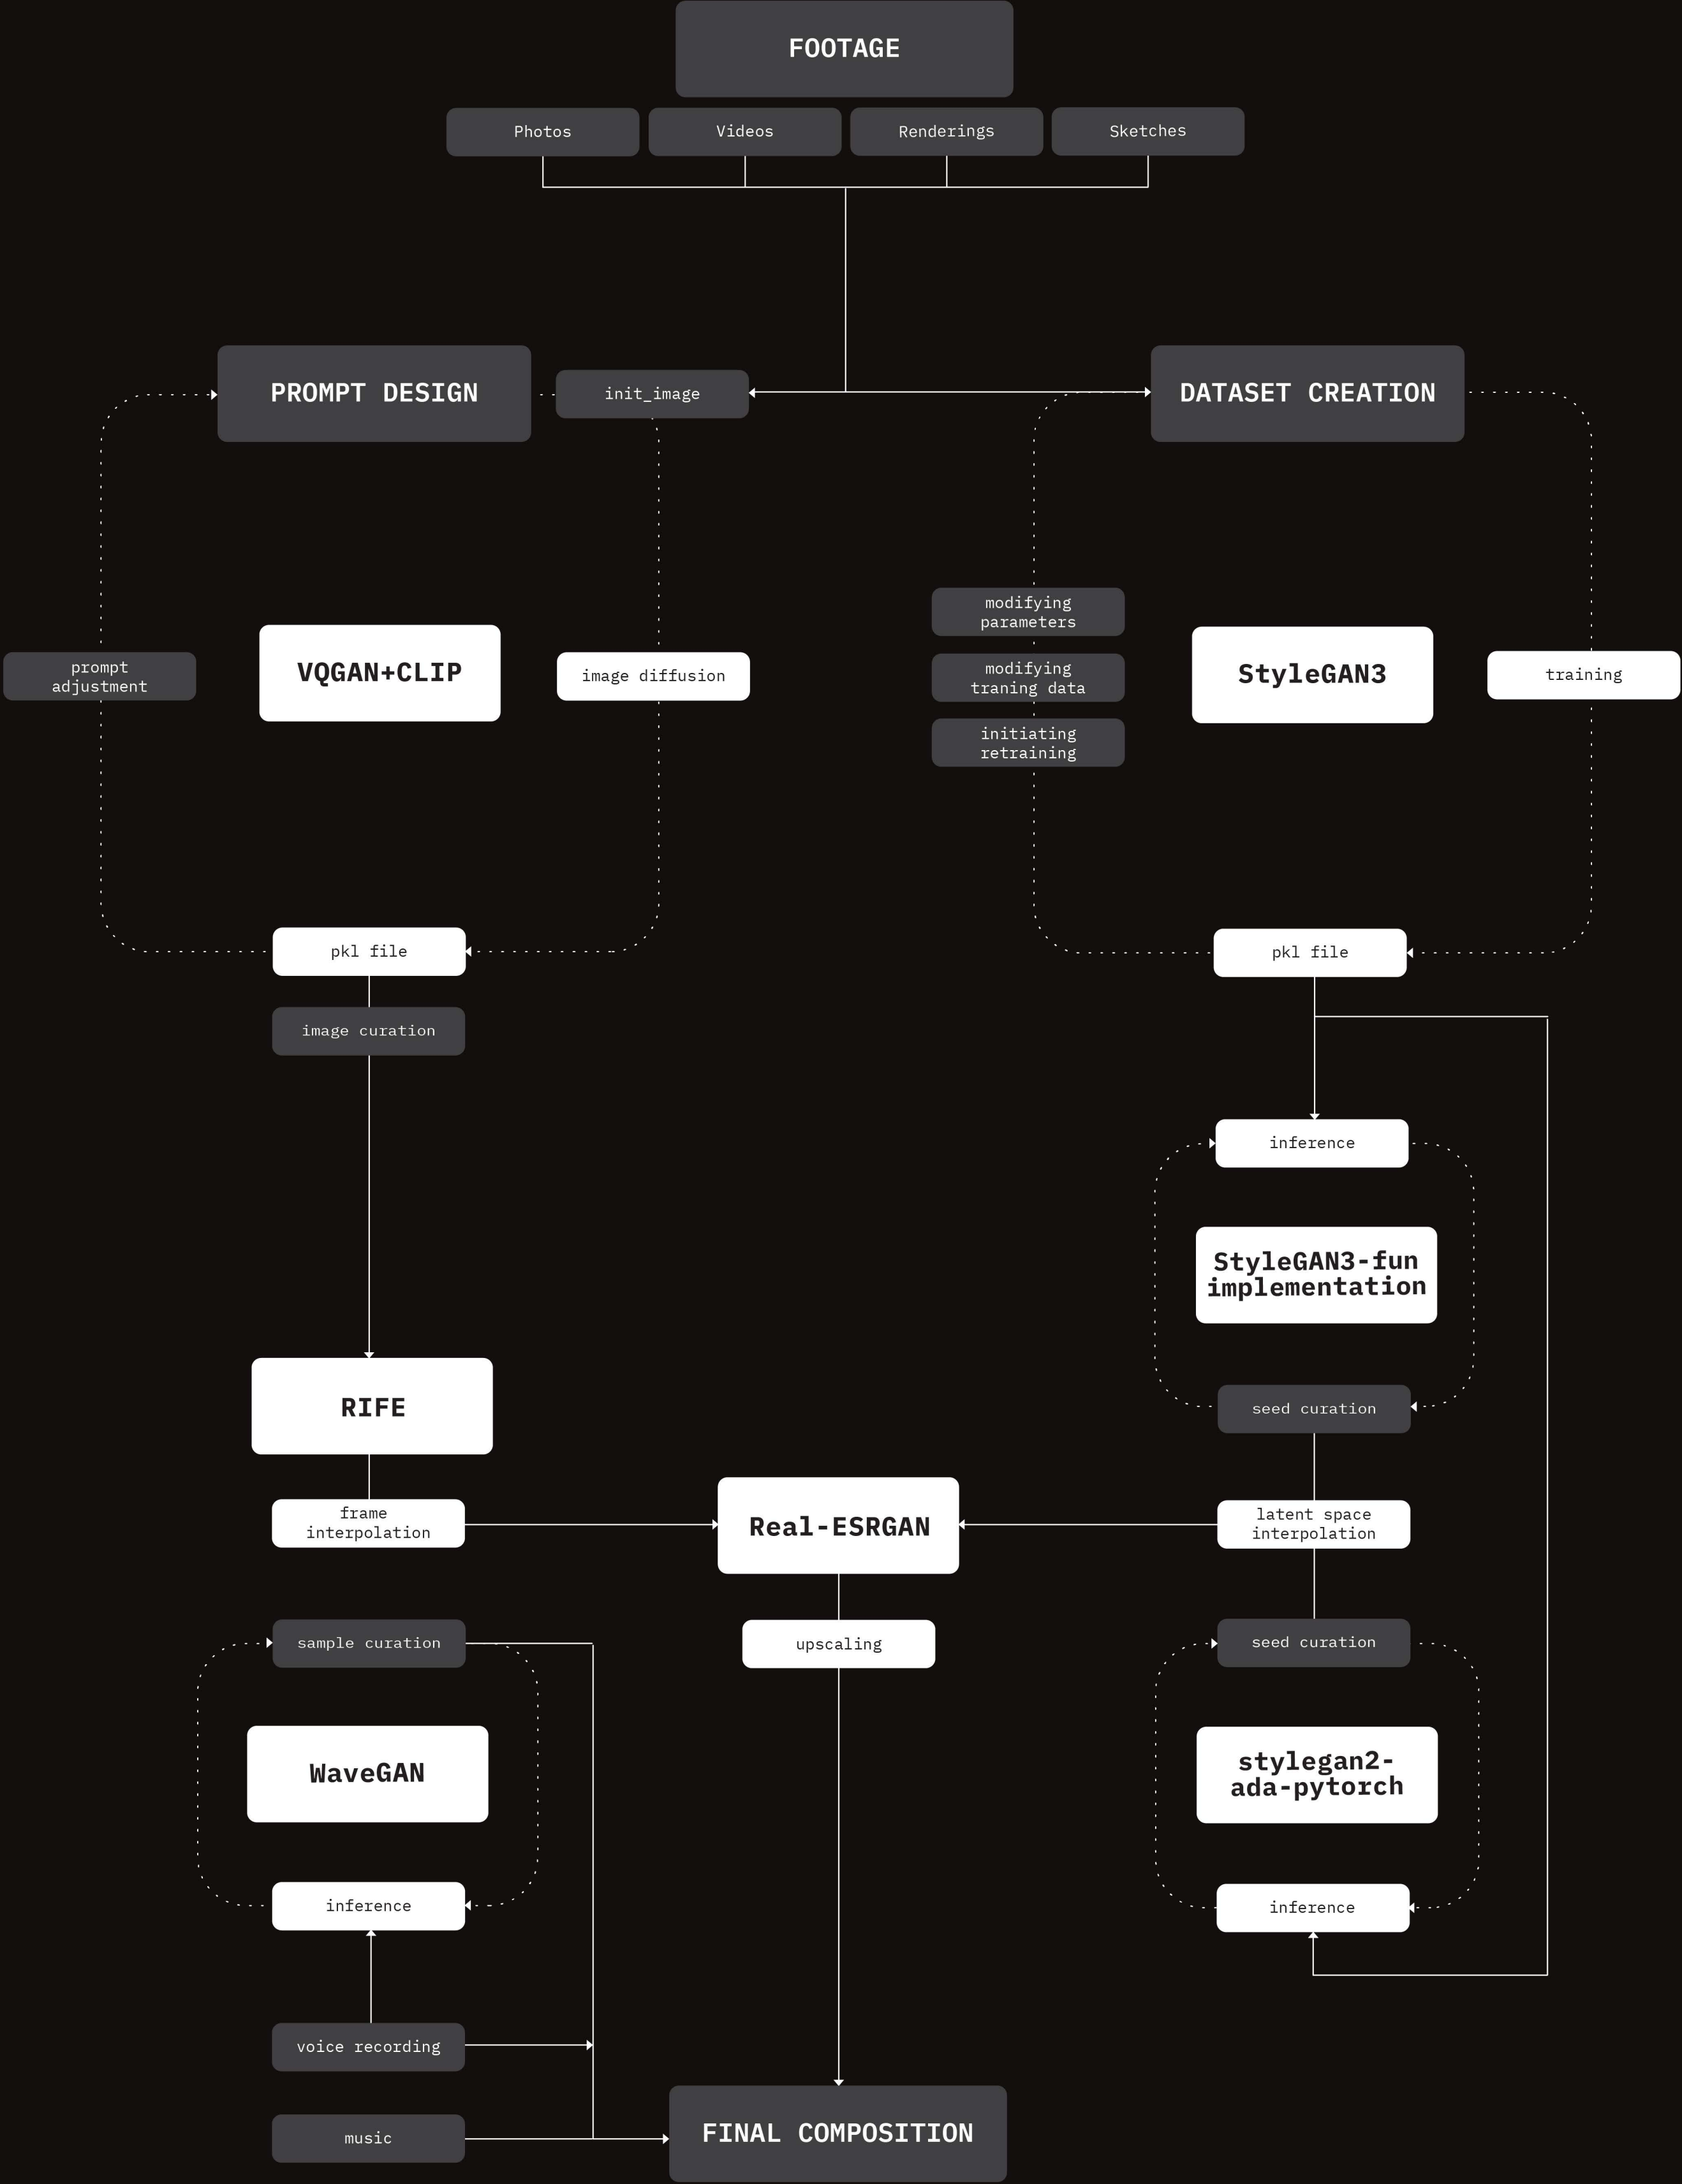 FOOTAGE
Photos
Videos
Renderings
Sketches
PROMPT DESIGN
init_image
DATASET CREATION
prompt
adjustment
VQGAN+CLIP
image diffusion
modifying
parameters
modifying
traning data
initiating
retraining
StyleGAN3
training
pkl file
pkl file
image curation
inference
StyleGAN3-fun
implementation
RIFE
seed curation
frame
interpolation
Real-ESRGAN
latent space
interpolation
sample curation
upscaling
seed curation
WaveGAN
stylegan2-
ada-pytorch
inference
inference
voice recording
music
FINAL COMPOSITION